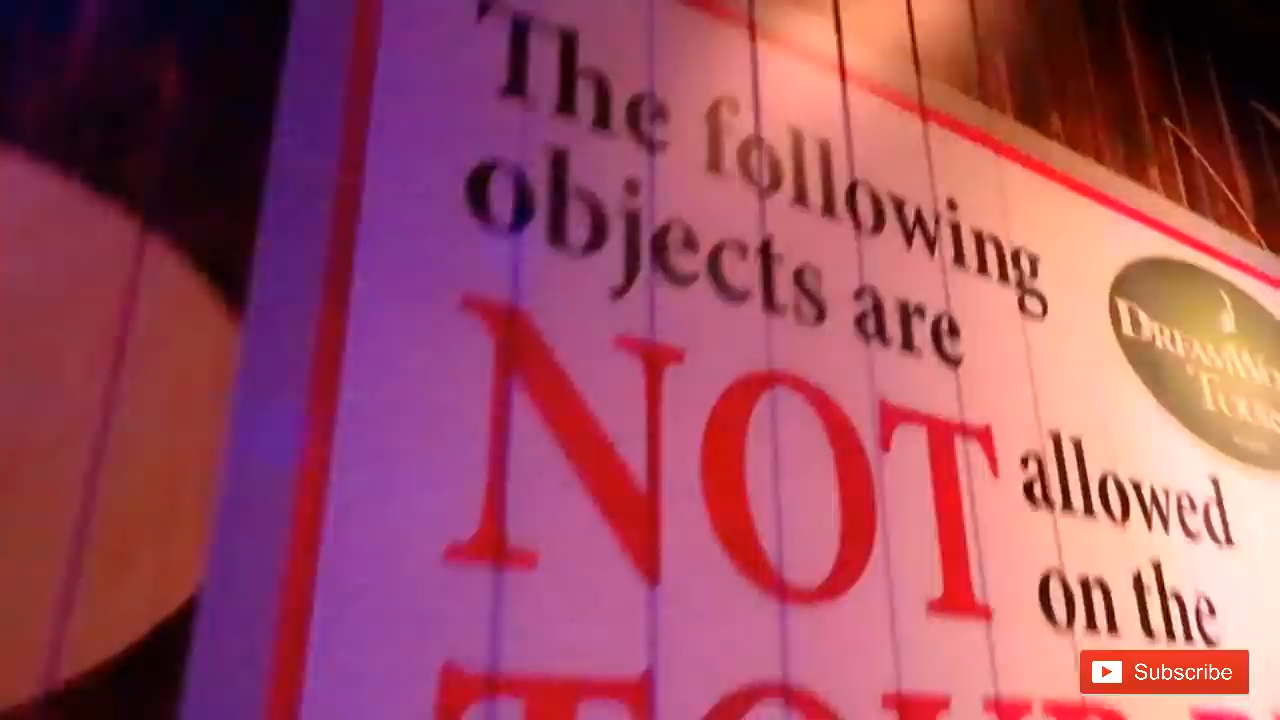 The following
objects are
NOT allowed
on the
Subscribe